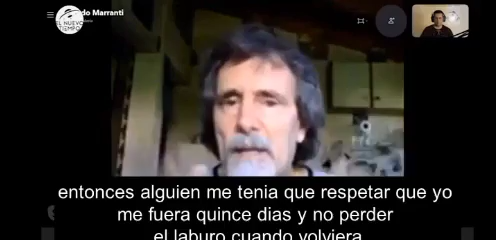 do Marranti
EL NUEVO
TIEMPO
entonces alguien me tenia que respetar que yo
me fuera quince dias y no perder
el laburo cuando volviera